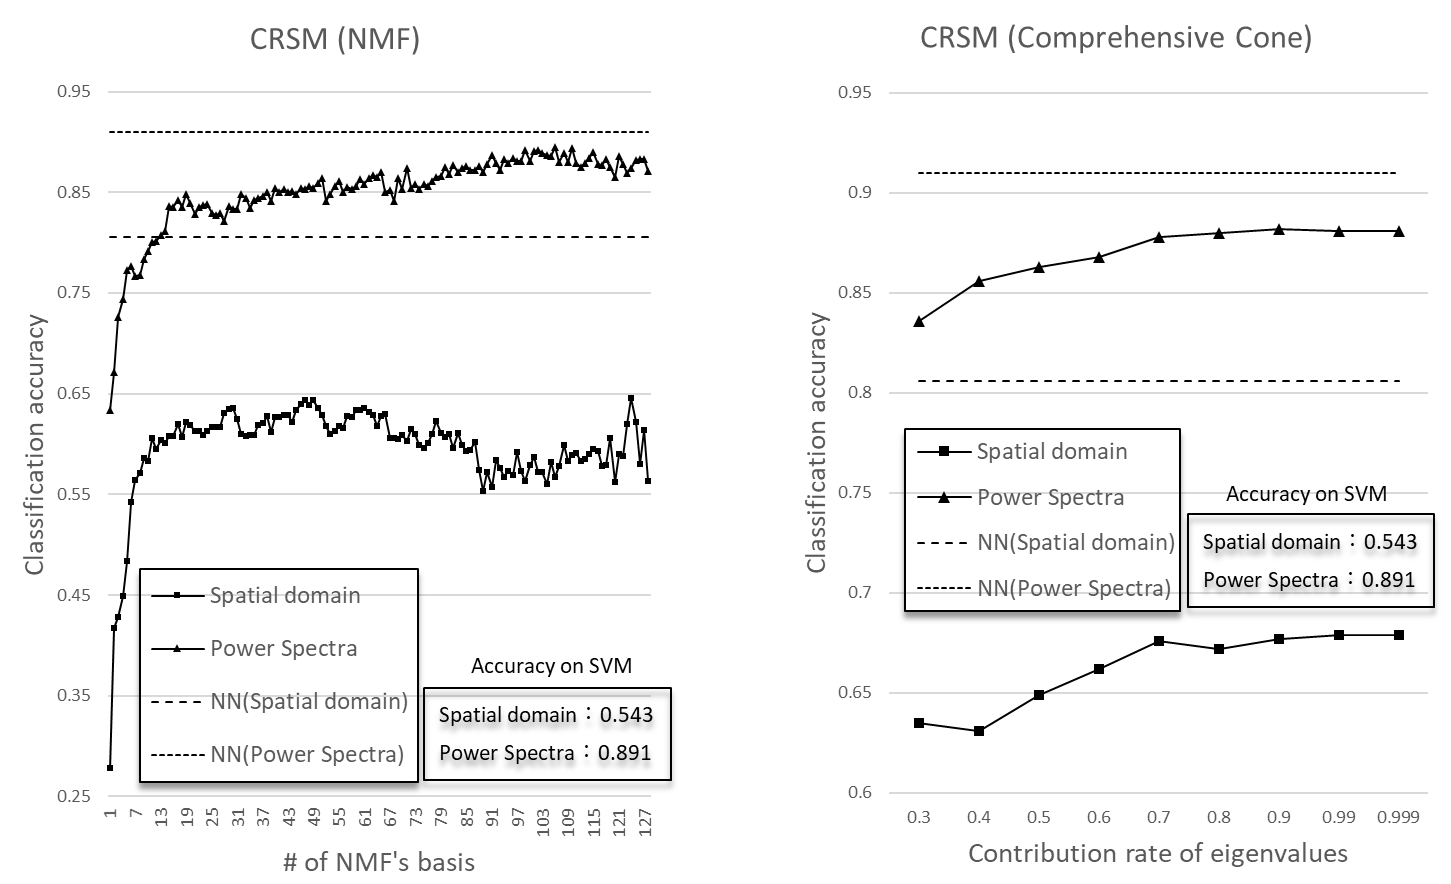 CRSM (NMF)
0.95
0.85
0.75
0.65
0.55
0.45
0.35
0.25
Classification accuracy
Spatial domain
Power Spectra
NN(Spatial domain)
NN(Power Spectra)
Accuracy on SVM
Spatial domain：0.543
Power Spectra：0.891
1 7 13 19 25 31 37 43 49 55 61 67 73 79 85 91 97 103 109 115 121 127
# of NMF's basis
CRSM (Comprehensive Cone)
0.95
0.9
0.85
0.8
0.75
0.7
0.65
0.6
Classification accuracy
Spatial domain
Power Spectra
NN(Spatial domain)
NN(Power Spectra)
Accuracy on SVM
Spatial domain：0.543
Power Spectra：0.891
0.3 0.4 0.5 0.6 0.7 0.8 0.9 0.99 0.999
Contribution rate of eigenvalues